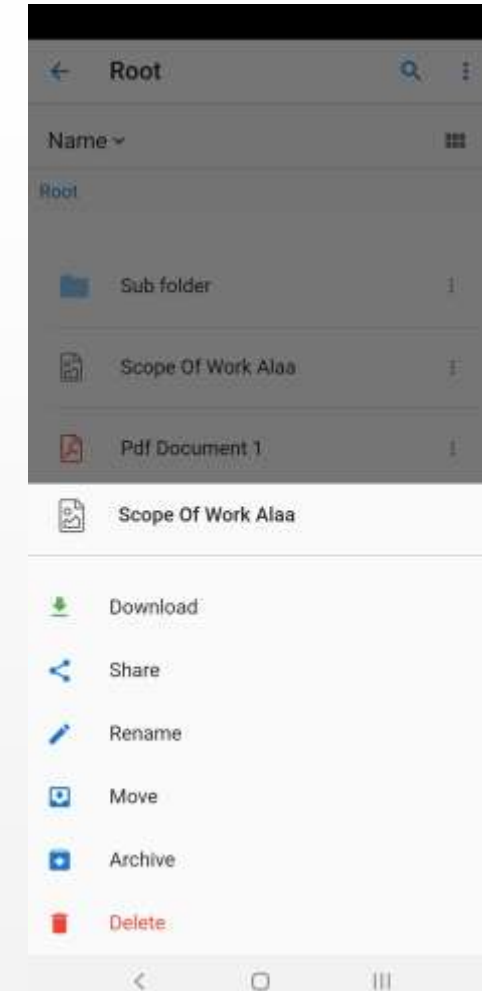 Root
Name
Root
Sub folder
Scope Of Work Alaa
Pdf Document 1
Scope Of Work Alaa
Download
Share
Rename
Move
Archive
Delete